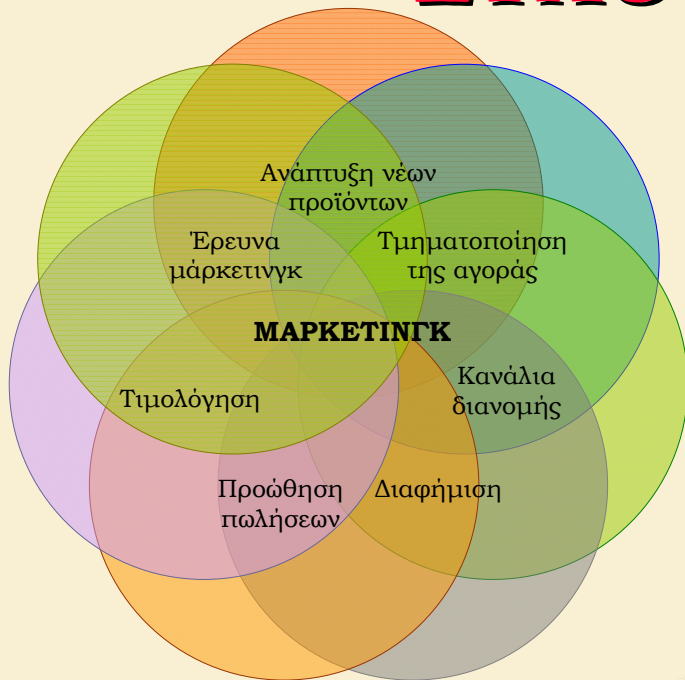 Ανάπτυξη νέων
προϊόντων
Έρευνα
μάρκετινγκ
Τμηματοποίηση
της αγοράς
ΜΑΡΚΕΤΙΝΓΚ
Τιμολόγηση
Κανάλια
διανομής
Προώθηση
πωλήσεων
Διαφήμιση